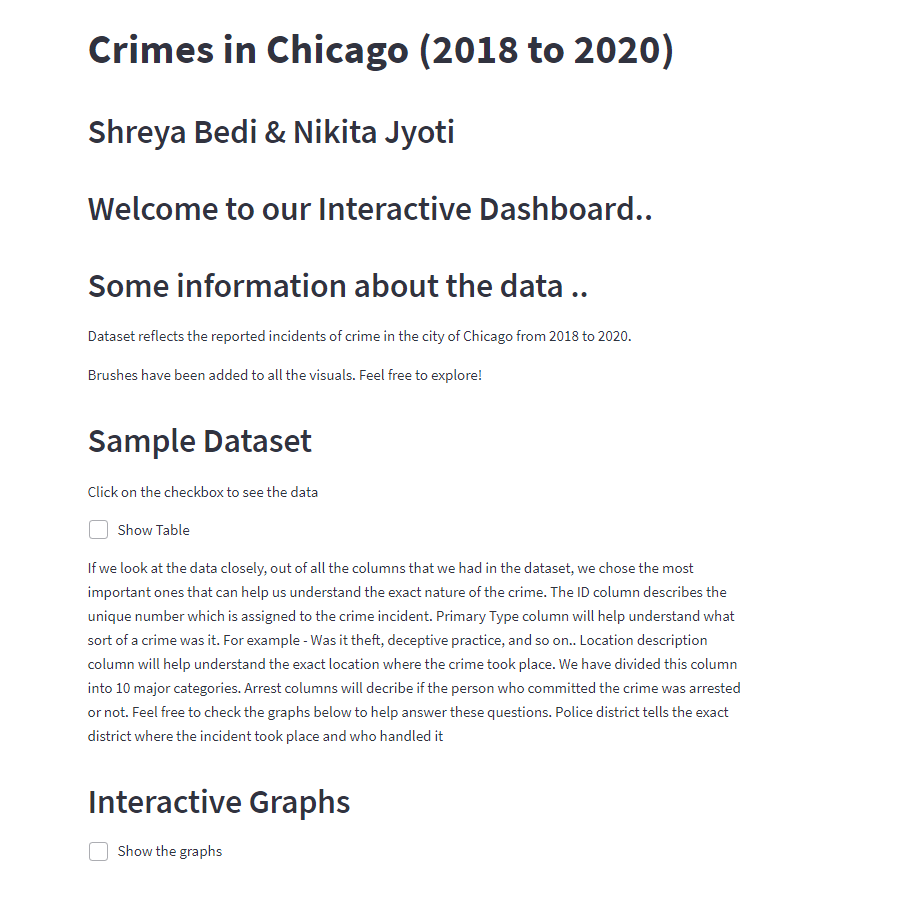 Crimes in Chicago (2018 to 2020)
Shreya Bedi & Nikita Jyoti
Welcome to our Interactive Dashboard..
Some information about the data ..
Dataset reflects the reported incidents of crime in the city of Chicago from 2018 to 2020.
Brushes have been added to all the visuals. Feel free to explore!
Sample Dataset
Click on the checkbox to see the data
Show Table
If we look at the data closely, out of all the columns that we had in the dataset, we chose the most
important ones that can help us understand the exact nature of the crime. The ID column describes the
unique number which is assigned to the crime incident. Primary Type column will help understand what
sort of a crime was it. For example - Was it theft, deceptive practice, and so on.. Location description
column will help understand the exact location where the crime took place. We have divided this column
into 10 major categories. Arrest columns will decribe if the person who committed the crime was arrested
or not. Feel free to check the graphs below to help answer these questions. Police district tells the exact
district where the incident took place and who handled it
Interactive Graphs
Show the graphs